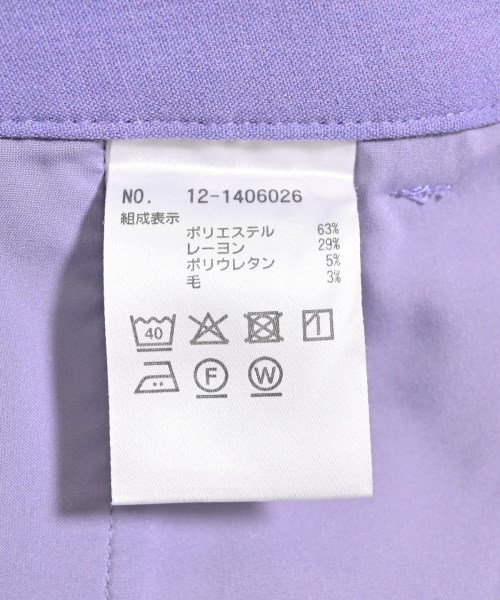 NO. 12-1406026
組成表示
ポリエステル 63%
レーヨン 29%
ポリウレタン 5%
毛 3%
40
F W